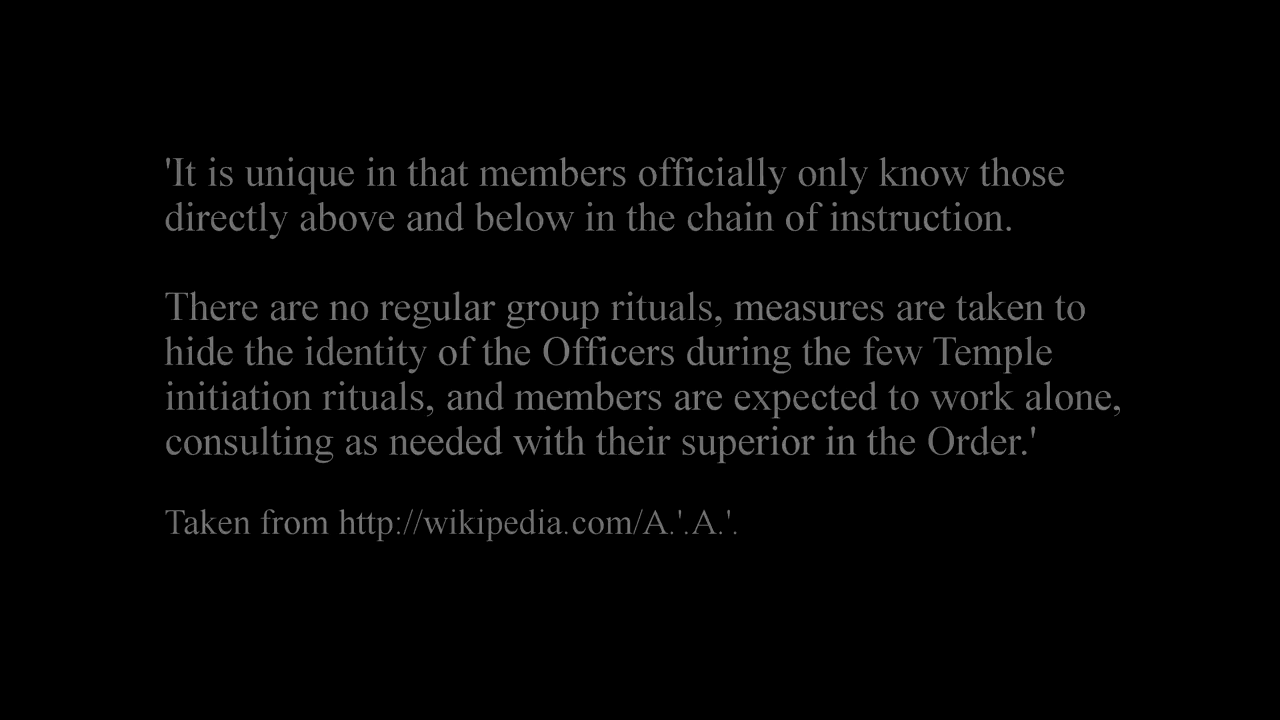 'It is unique in that members officially only know those
directly above and below in the chain of instruction.
There are no regular group rituals, measures are taken to
hide the identity of the Officers during the few Temple
initiation rituals, and members are expected to work alone,
consulting as needed with their superior in the Order.'
Taken from http://wikipedia.com/A.'.A.'.